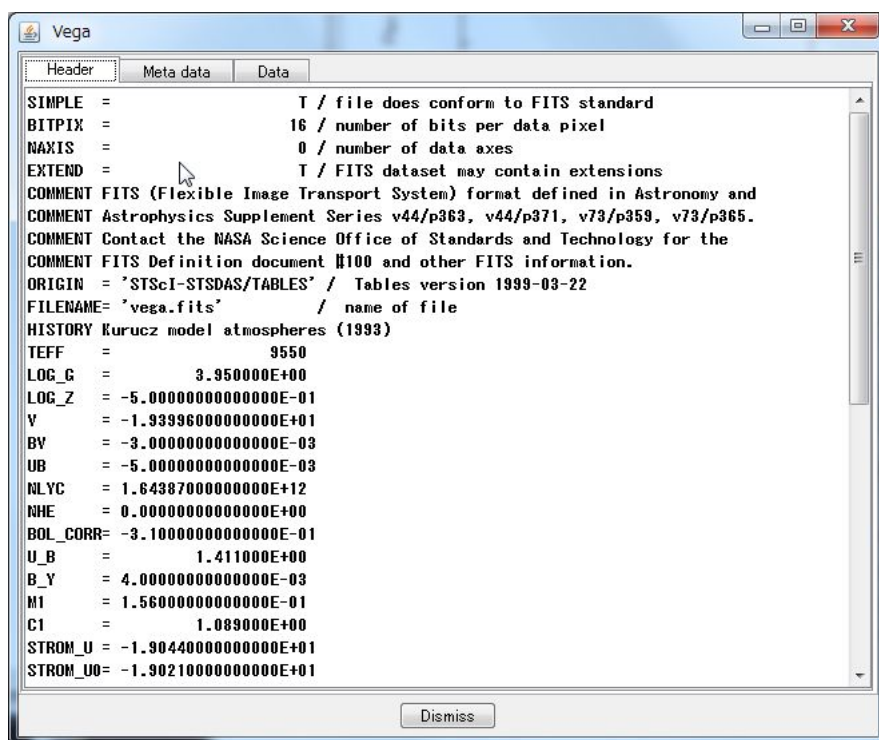 Vega
Header Meta data Data
SIMPLE  =                    T / file does conform to FITS standard
BITPIX  =                   16 / number of bits per data pixel
NAXIS   =                    0 / number of data axes
EXTEND  =                    T / FITS dataset may contain extensions
COMMENT FITS (Flexible Image Transport System) format defined in Astronomy and
COMMENT Astrophysics Supplement Series v44/p363, v44/p371, v73/p359, v73/p365.
COMMENT Contact the NASA Science Office of Standards and Technology for the
COMMENT FITS Definition document #100 and other FITS information.
ORIGIN  = 'STScI-STSDAS/TABLES' /  Tables version 1999-03-22
FILENAME= 'vega.fits'          /  name of file
HISTORY Kurucz model atmospheres (1993)
TEFF    =                 9550
LOG_G   =         3.950000E+00
LOG_Z   = -5.00000000000000E-01
V       = -1.93996000000000E+01
BV      = -3.00000000000000E-03
UB      = -5.00000000000000E-03
NLYC    = 1.64387000000000E+12
NHE     = 0.00000000000000E+00
BOL_CORR= -3.10000000000000E-01
U_B     =         1.411000E+00
B_Y     = 4.00000000000000E-03
M1      = 1.56000000000000E-01
C1      =         1.089000E+00
STROM_U = -1.90440000000000E+01
STROM_U0= -1.90210000000000E+01
Dismiss